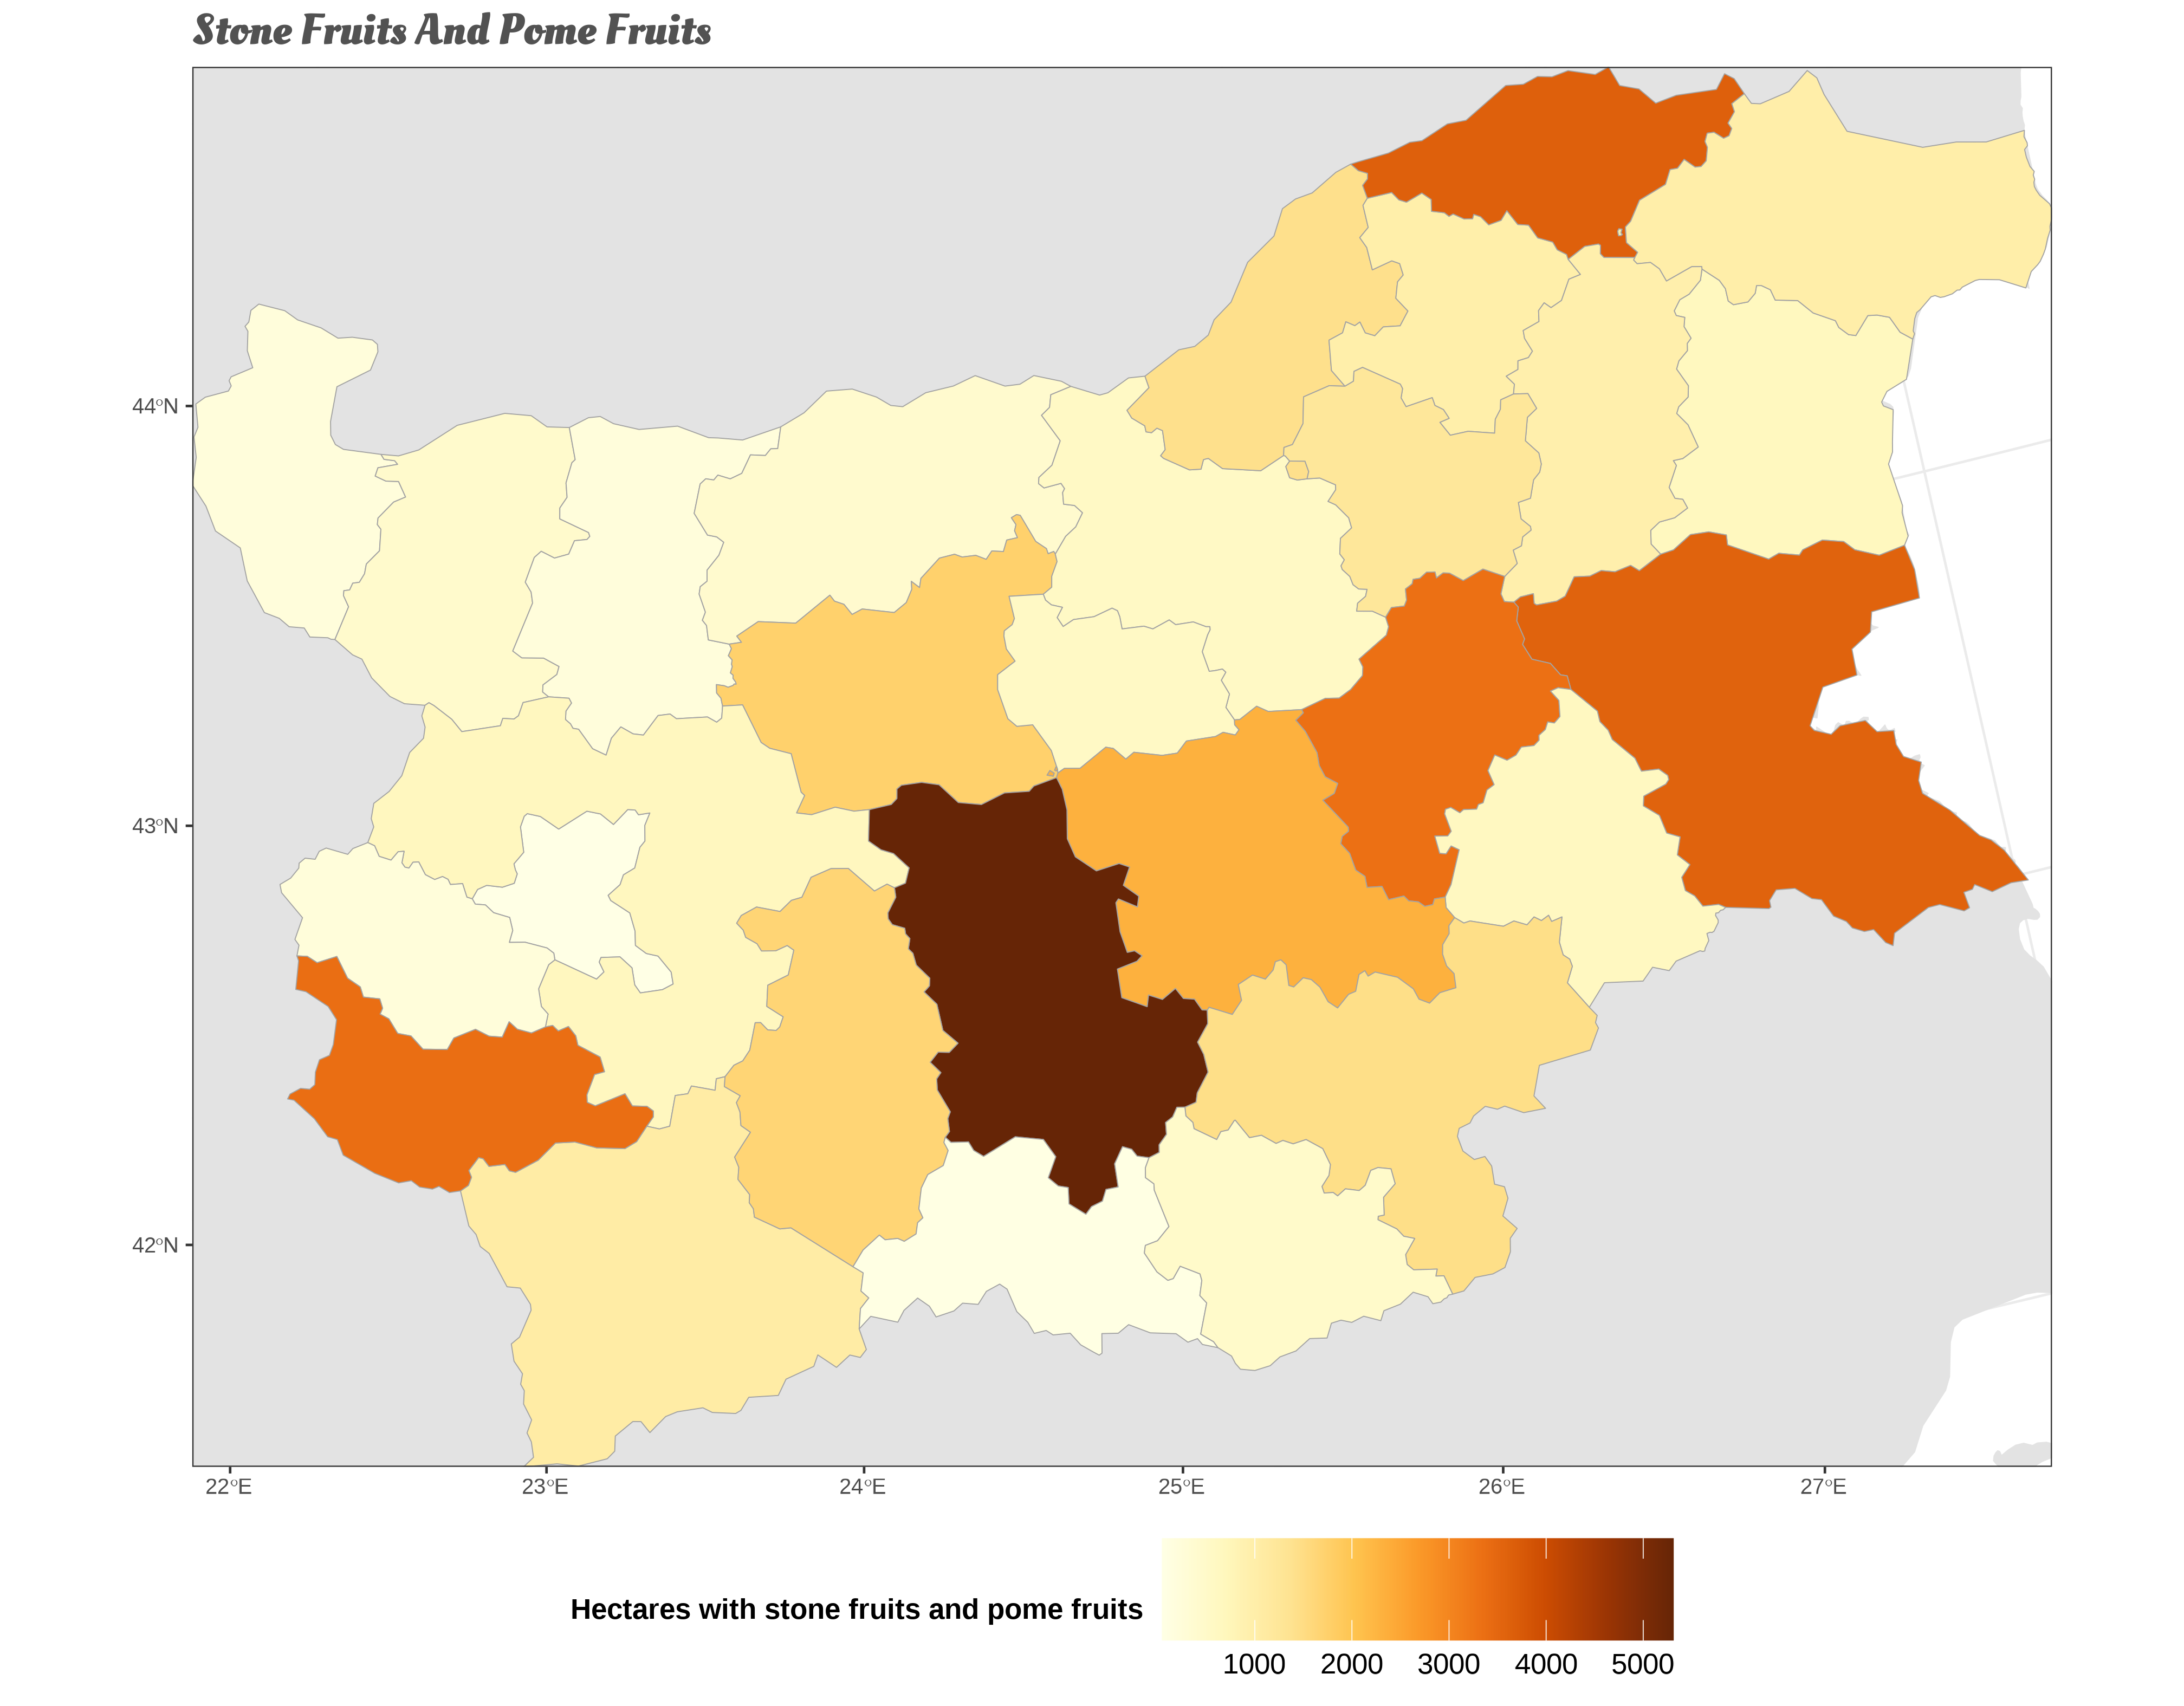 Stone Fruits And Pome Fruits
44°N
43°N
42°N
22°E 23°E 24°E 25°E 26°E 27°E
Hectares with stone fruits and pome fruits
1000 2000 3000 4000 5000